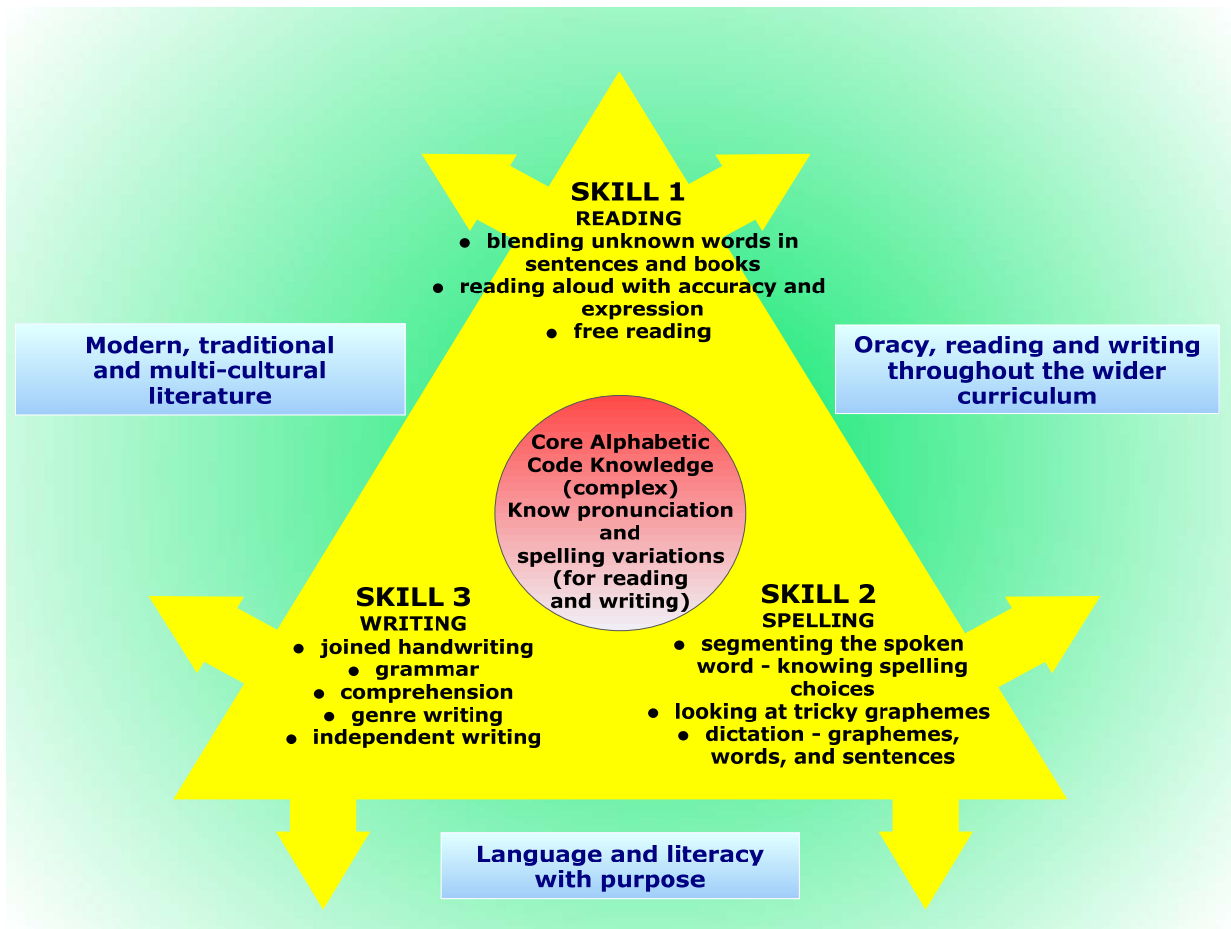 SKILL 1
READING
● blending unknown words in
sentences and books
● reading aloud with accuracy and
expression
● free reading
Modern, traditional
and multi-cultural
literature
Oracy, reading and writing
throughout the wider
curriculum
Core Alphabetic
Code Knowledge
(complex)
Know pronunciation
and
spelling variations
(for reading
and writing)
SKILL 3
WRITING
● joined handwriting
● grammar
● comprehension
● genre writing
● independent writing
SKILL 2
SPELLING
● segmenting the spoken
word - knowing spelling
choices
● looking at tricky graphemes
● dictation - graphemes,
words, and sentences
Language and literacy
with purpose